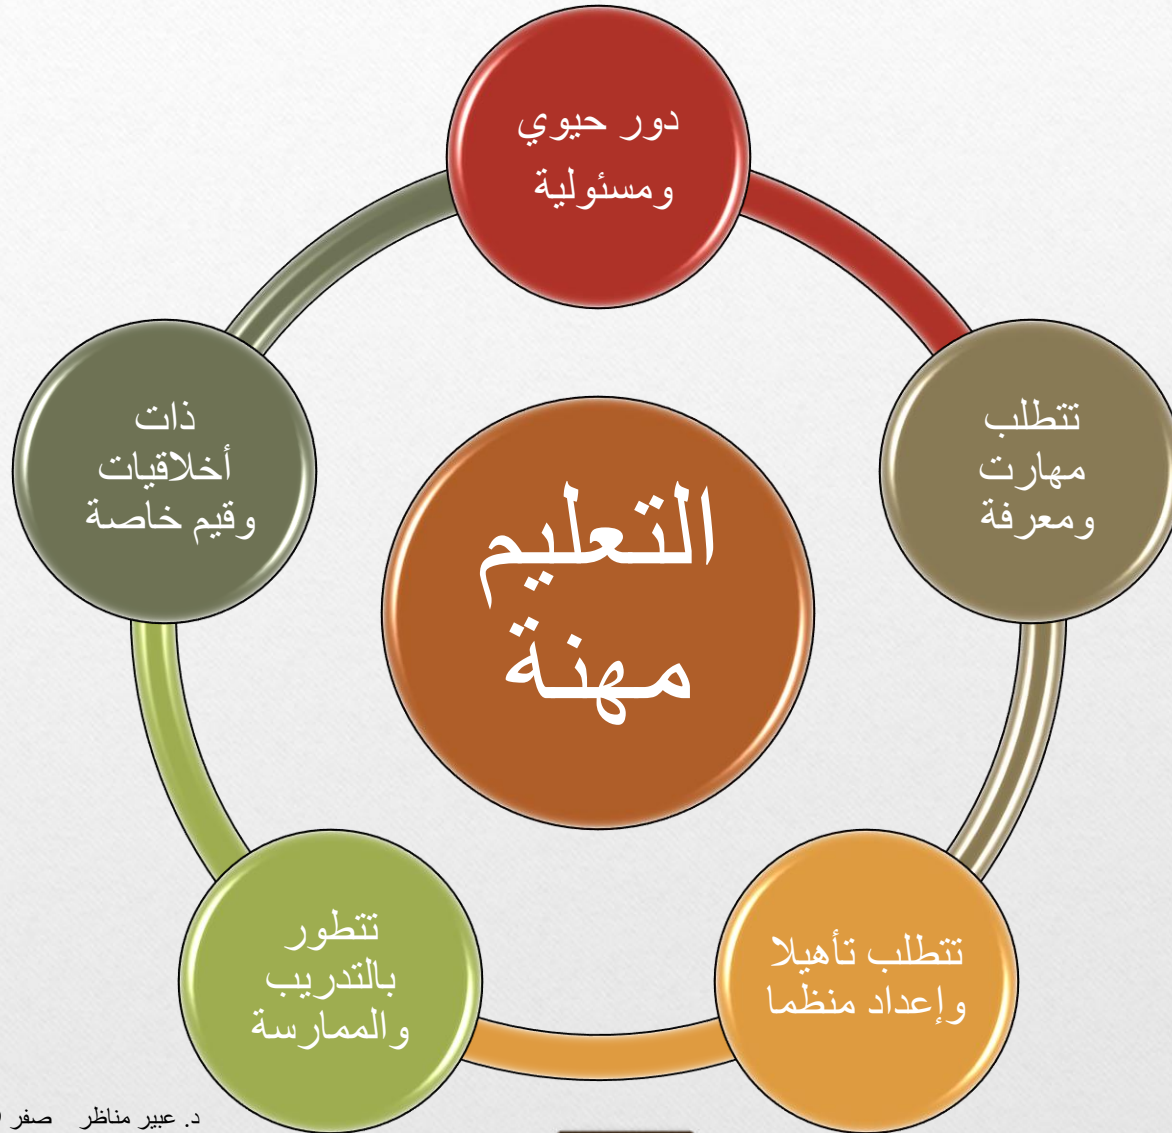 دور حيوي
ومسئولية
تتطلب
مهارت
ومعرفة
تتطلب تأهيلا
وإعداد منظما
تتطور
بالتدريب
والممارسة
ذات
أخلاقيات
وقيم خاصة
التعليم
مهنة
د. عبير مناظر صفر